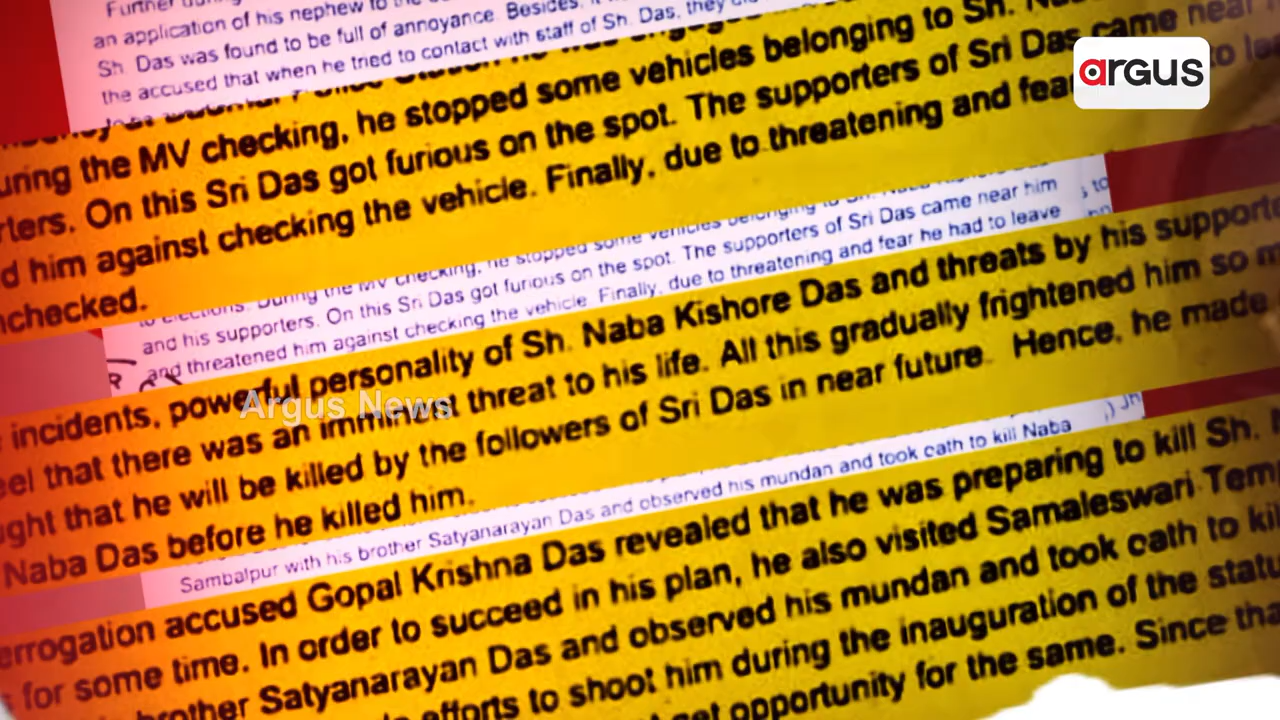 Further
an application of his nephew to the
Sh. Das was found to be full of annoyance. Besides, it
the accused that when he tried to contact with staff of Sh. Das, they
he was engag
uring the MV checking, he stopped some vehicles belonging to Sh.
rters. On this Sri Das got furious on the spot. The supporters of Sri Das came near
d him against checking the vehicle. Finally, due to threatening and fear to
nchecked.
argus
to elections. During the MV checking, he stopped some vehicles belonging to Sh.
and his supporters. On this Sri Das got furious on the spot. The supporters of Sri Das came near him
and threatened him against checking the vehicle. Finally, due to threatening and fear he had to leave
incidents, powerful personality of Sh. Naba Kishore Das and threats by his supporte
eel that there was an imminent threat to his life. All this gradually frightened him so m
ught that he will be killed by the followers of Sri Das in near future. Hence, he made
Naba Das before he killed him.
Argus News
Sambalpur with his brother Satyanarayan Das and observed his mundan and took oath to kill Naba
errogation accused Gopal Krishna Das revealed that he was preparing to kill Sh.
for some time. In order to succeed in his plan, he also visited Samaleswari Tem
brother Satyanarayan Das and observed his mundan and took oath to kil
efforts to shoot him during the inauguration of the statu
get opportunity for the same. Since tha